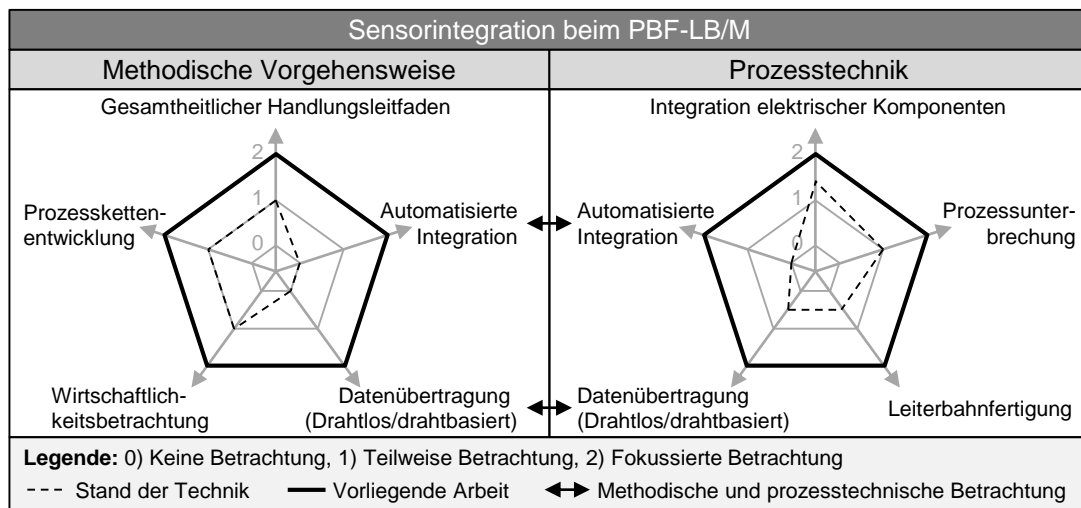 Sensorintegration beim PBF-LB/M
Methodische Vorgehensweise
Gesamtheitlicher Handlungsleitfaden
2
1
0
Prozessketten-
entwicklung
Automatisierte
Integration
Wirtschaftlich-
keitsbetrachtung
Datenübertragung
(Drahtlos/drahtbasiert)
Prozesstechnik
Integration elektrischer Komponenten
2
1
0
Automatisierte
Integration
Prozessunter-
brechung
Datenübertragung
(Drahtlos/drahtbasiert)
Leiterbahnfertigung
Legende: 0) Keine Betrachtung, 1) Teilweise Betrachtung, 2) Fokussierte Betrachtung
Stand der Technik Vorliegende Arbeit Methodische und prozesstechnische Betrachtung